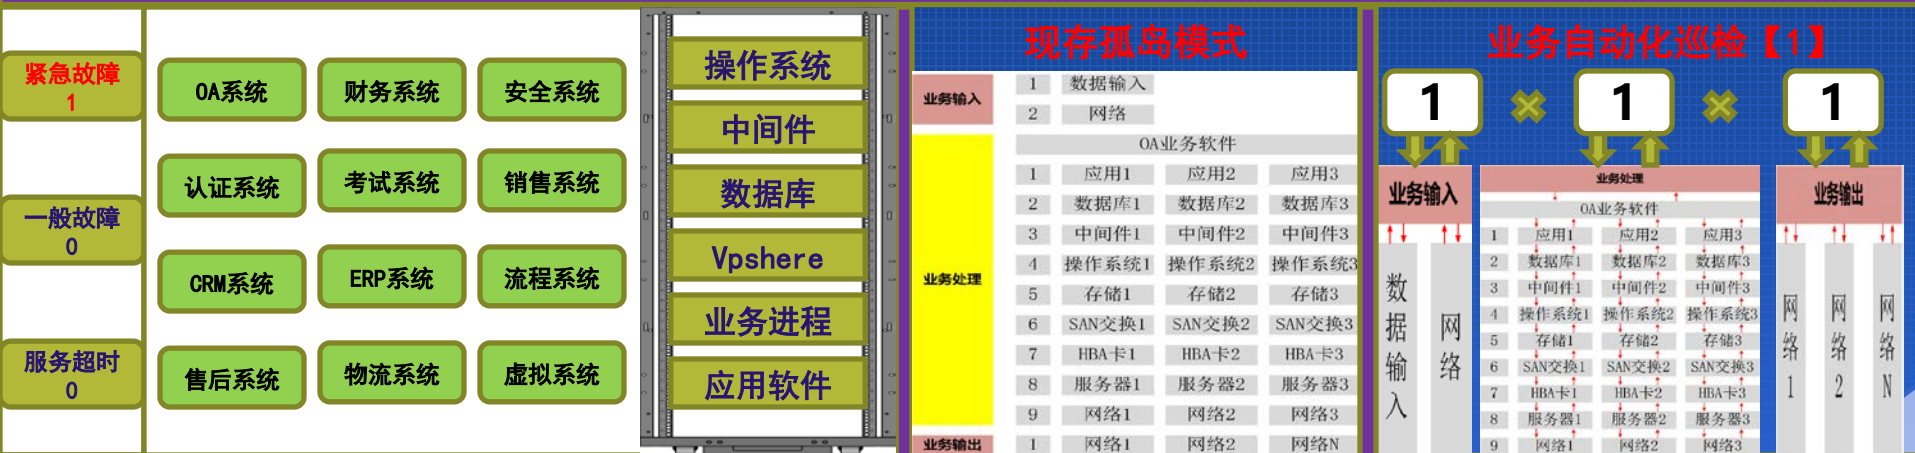 紧急故障
1
一般故障
0
服务超时
0
OA系统 财务系统 安全系统
认证系统 考试系统 销售系统
CRM系统 ERP系统 流程系统
售后系统 物流系统 虚拟系统
操作系统
中间件
数据库
Vpshere
业务进程
应用软件
现存孤岛模式
业务输入
1 数据输入
2 网络
业务处理
OA业务软件
1 应用1 应用2 应用3
2 数据库1 数据库2 数据库3
3 中间件1 中间件2 中间件3
4 操作系统1 操作系统2 操作系统3
5 存储1 存储2 存储3
6 SAN交换1 SAN交换2 SAN交换3
7 HBA卡1 HBA卡2 HBA卡3
8 服务器1 服务器2 服务器3
9 网络1 网络2 网络3
业务输出 1 网络1 网络2 网络N
业务自动化巡检【1】
1 × 1 × 1
业务输入
数据输入
网络
业务处理
OA业务软件
1 应用1 应用2 应用3
2 数据库1 数据库2 数据库3
3 中间件1 中间件2 中间件3
4 操作系统1 操作系统2 操作系统3
5 存储1 存储2 存储3
6 SAN交换1 SAN交换2 SAN交换3
7 HBA卡1 HBA卡2 HBA卡3
8 服务器1 服务器2 服务器3
9 网络1 网络2 网络3
业务输出
网络1
网络2
网络N